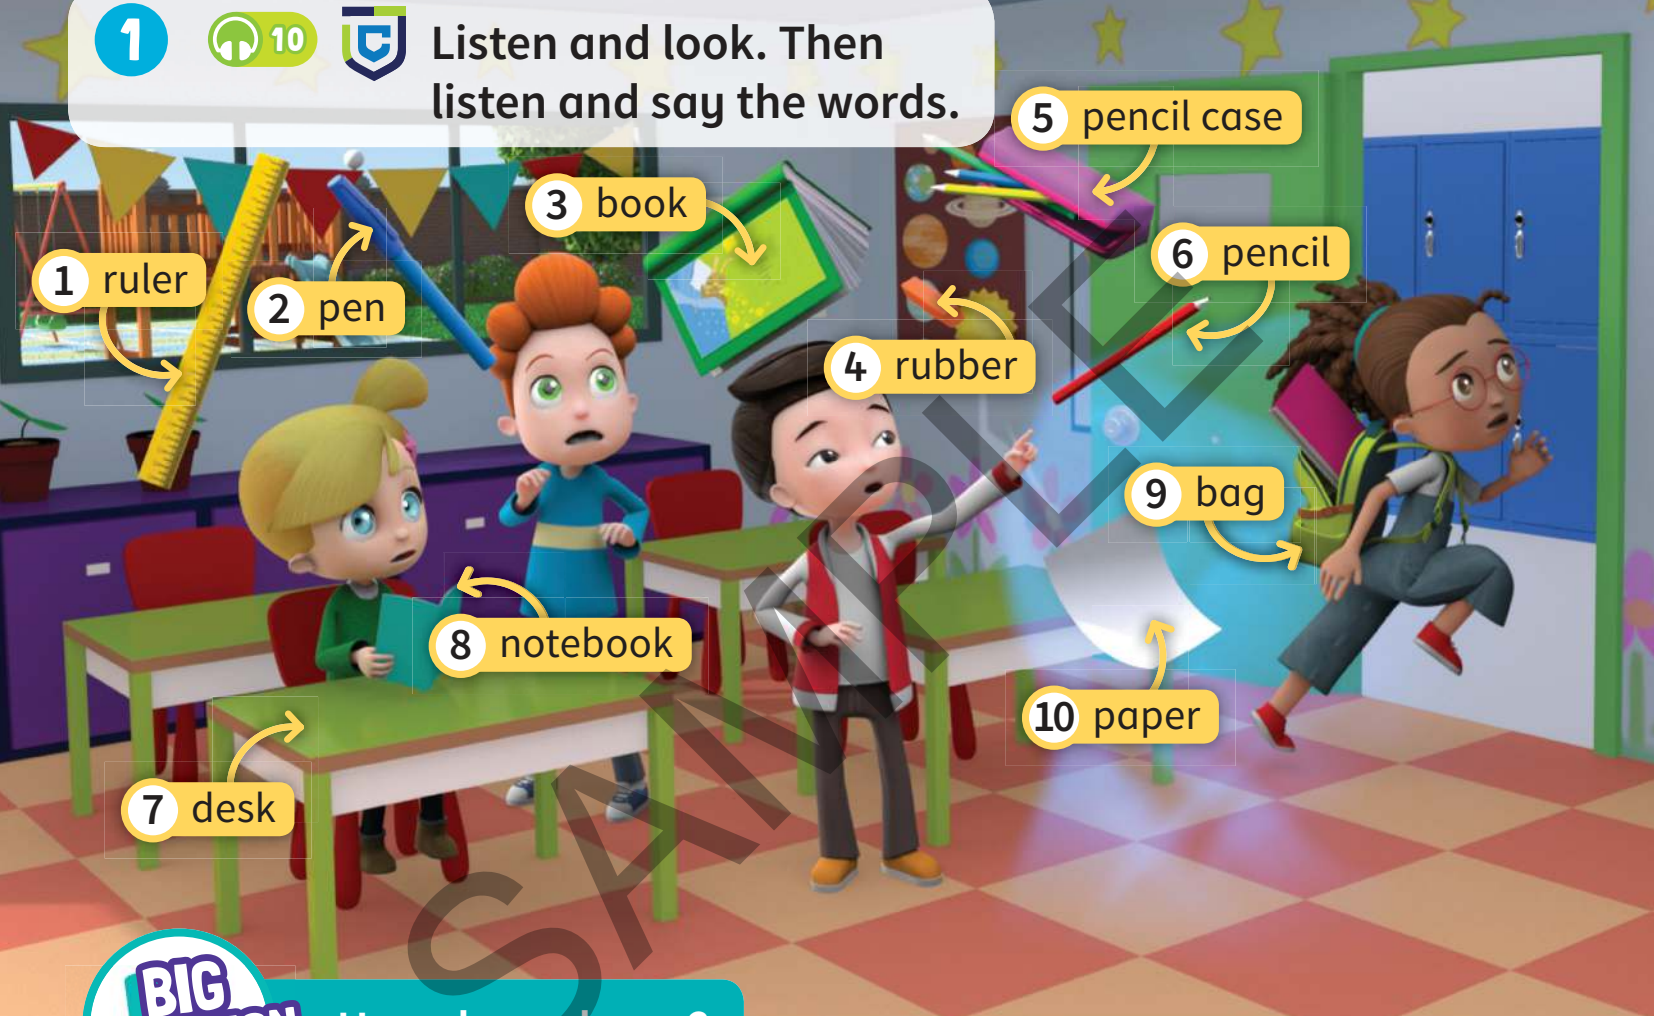 1
10
C
Listen and look. Then
listen and say the words.
5 pencil case
3 book
6 pencil
1 ruler
2 pen
4 rubber
9 bag
8 notebook
10 paper
7 desk
SAMPLE
BIG